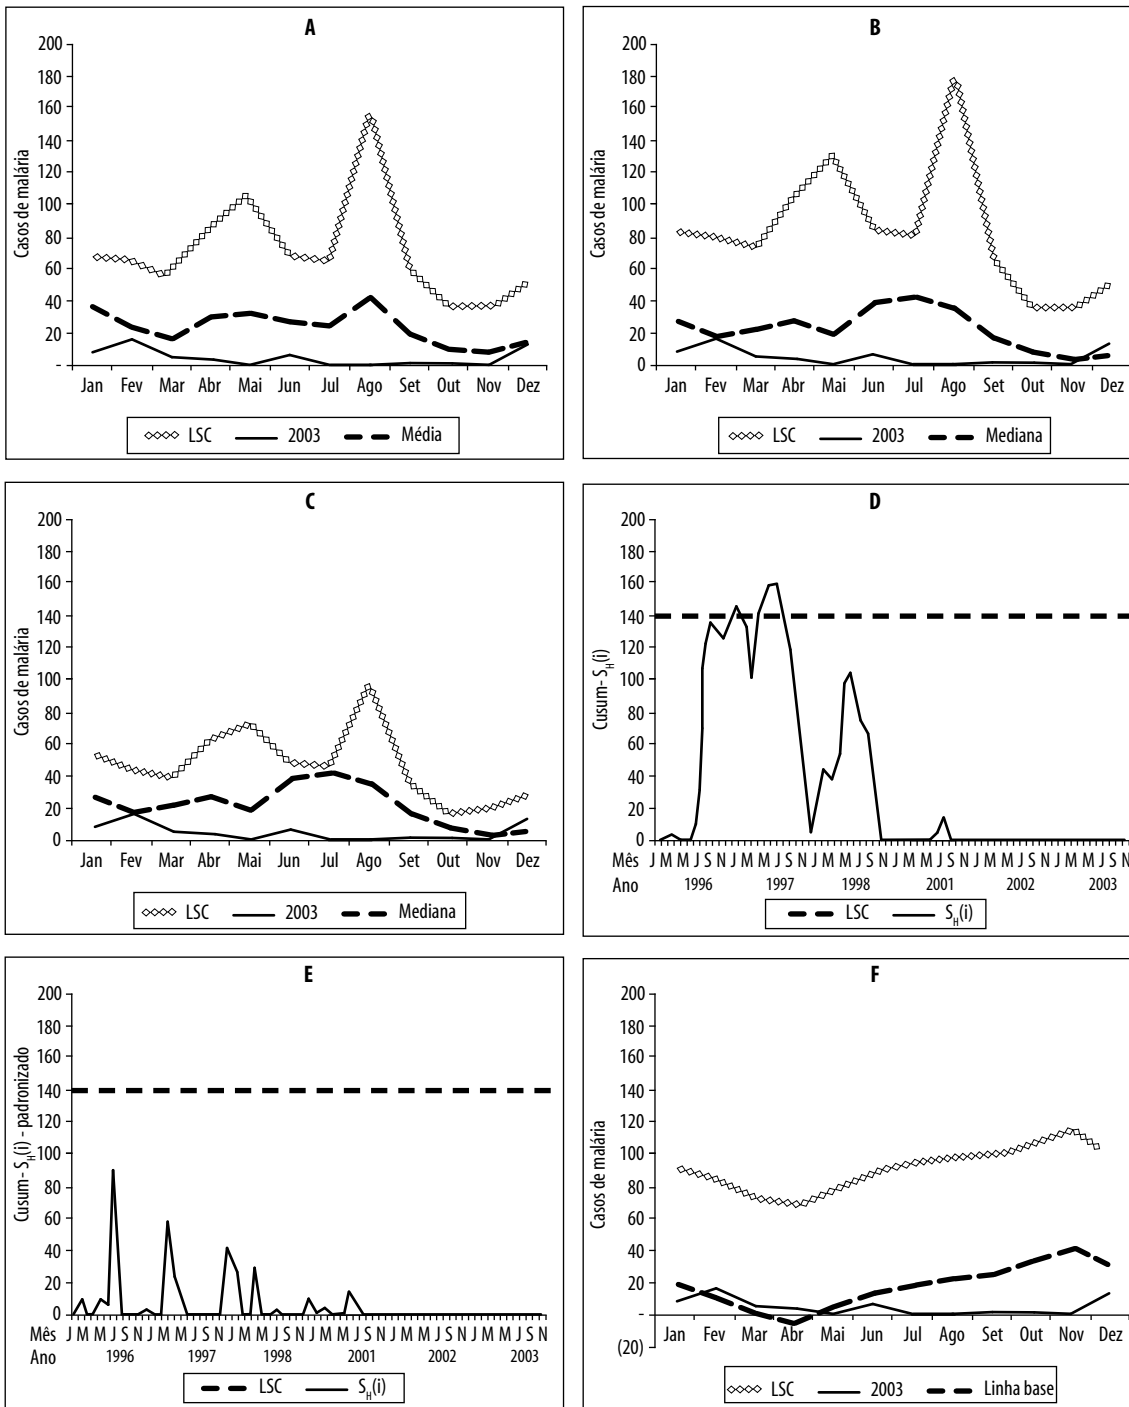 A
200
180
160
140
120
100
80
60
40
20
-
Casos de malária
Jan Fev Mar Abr Mai Jun Jul Ago Set Out Nov Dez
LSC 2003 Média
B
200
180
160
140
120
100
80
60
40
20
0
Casos de malária
Jan Fev Mar Abr Mai Jun Jul Ago Set Out Nov Dez
LSC 2003 Mediana
C
200
180
160
140
120
100
80
60
40
20
0
Casos de malária
Jan Fev Mar Abr Mai Jun Jul Ago Set Out Nov Dez
LSC 2003 Mediana
D
200
180
160
140
120
100
80
60
40
20
0
Cusum- S_H(i)
Mês J M M J S N J M M J S N J M M J S N J M M J S N J M M J S N J M M J S N
Ano 1996 1997 1998 2001 2002 2003
LSC S_H(i)
E
200
180
160
140
120
100
80
60
40
20
0
Cusum- S_H(i) - padronizado
Mês J M M J S N J M M J S N J M M J S N J M M J S N J M M J S N J M M J S N
Ano 1996 1997 1998 2001 2002 2003
LSC S_H(i)
F
200
180
160
140
120
100
80
60
40
20
-
(20)
Casos de malária
Jan Fev Mar Abr Mai Jun Jul Ago Set Out Nov Dez
LSC 2003 Linha base